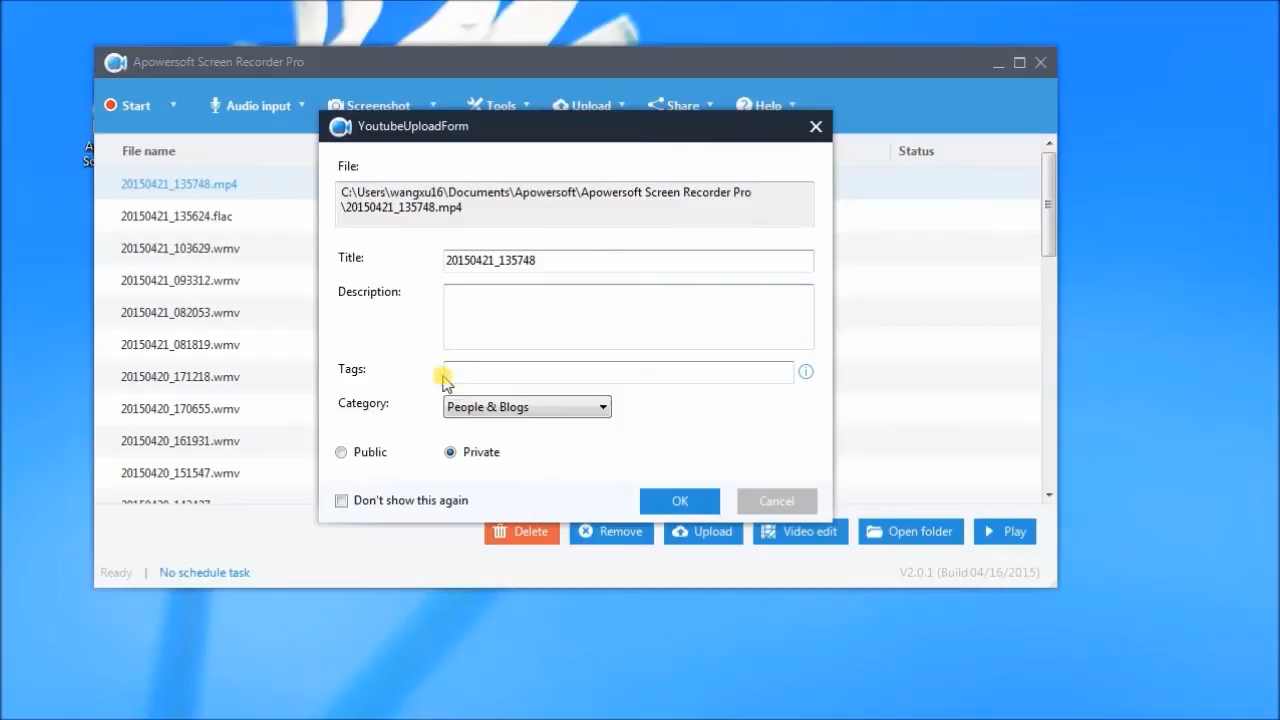 Apowersoft Screen Recorder Pro
Start
Audio input
Screenshot
Tools
Upload
Share
Help
YoutubeUploadForm
File name
Status
File:
C:\Users\wangxu16\Documents\Apowersoft\Apowersoft Screen Recorder Pro
\20150421_135748.mp4
20150421_135748.mp4
20150421_135624.flac
20150421_103629.wmv
20150421_093312.wmv
20150421_082053.wmv
20150421_081819.wmv
20150420_171218.wmv
20150420_170655.wmv
20150420_161931.wmv
20150420_151547.wmv
Title:
20150421_135748
Description:
Tags:
Category:
People & Blogs
Public
Private
Don't show this again
OK
Cancel
Delete
Remove
Upload
Video edit
Open folder
Play
Ready
No schedule task
V2.0.1 (Build 04/16/2015)